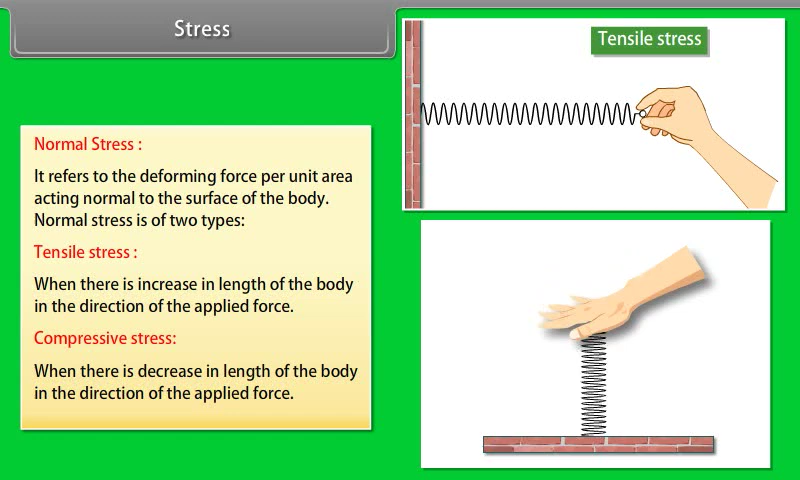 Stress
Tensile stress
Normal Stress :
It refers to the deforming force per unit area
acting normal to the surface of the body.
Normal stress is of two types:
Tensile stress :
When there is increase in length of the body
in the direction of the applied force.
Compressive stress:
When there is decrease in length of the body
in the direction of the applied force.